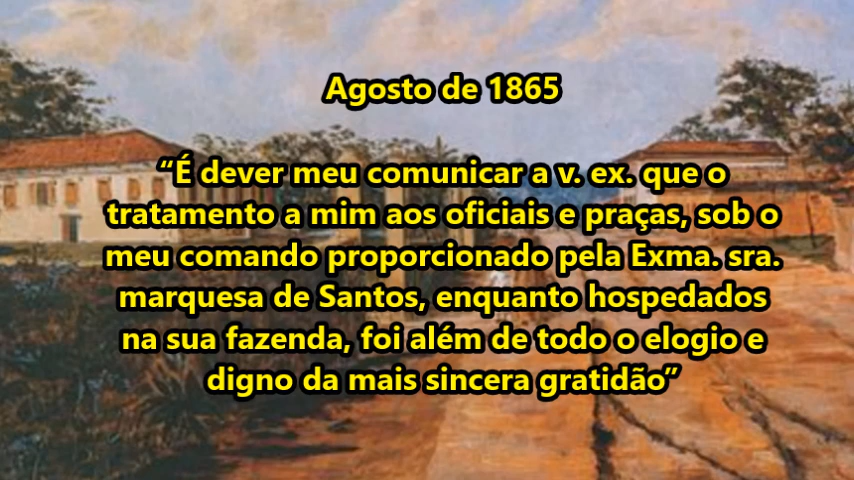 Agosto de 1865
“É dever meu comunicar a v. ex. que o
tratamento a mim aos oficiais e praças, sob o
meu comando proporcionado pela Exma. sra.
marquesa de Santos, enquanto hospedados
na sua fazenda, foi além de todo o elogio e
digno da mais sincera gratidão”